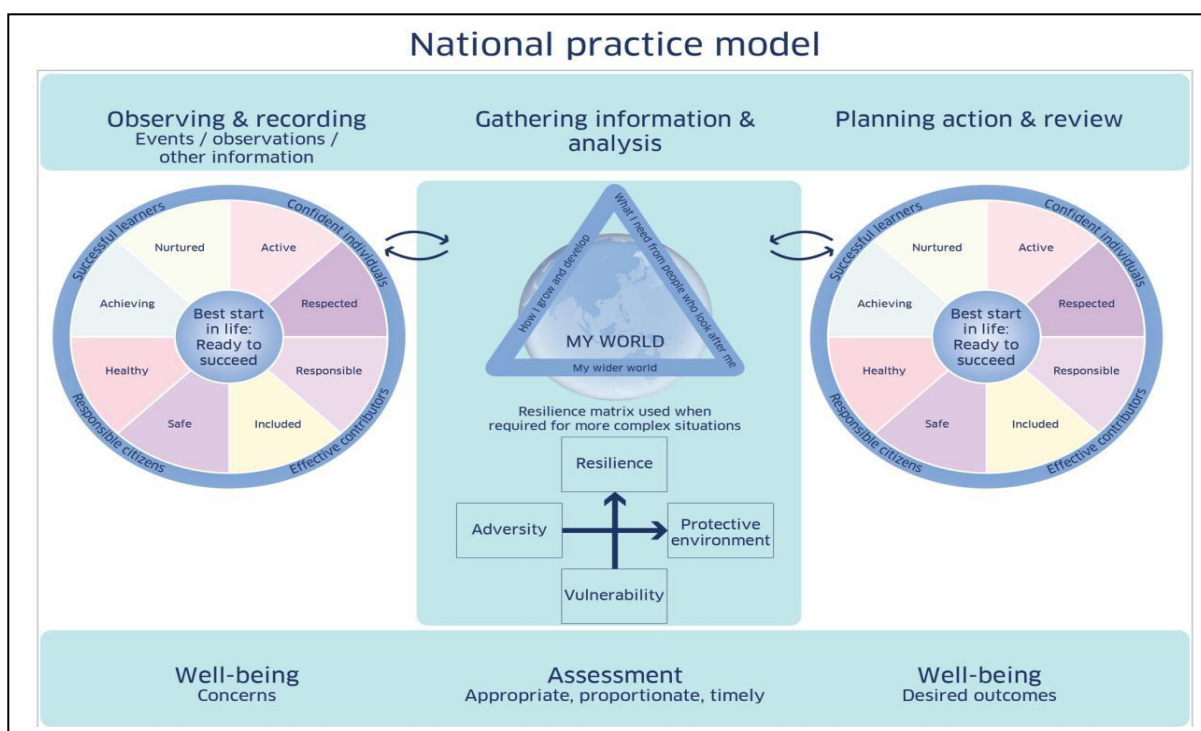 National practice model
Observing & recording
Events / observations /
other information
Gathering information &
analysis
Planning action & review
Successful learners
Confident individuals
Nurtured
Active
Achieving
Respected
Best start
in life:
Ready to
succeed
Healthy
Responsible
Safe
Included
Responsible citizens
Effective contributors
How I grow and develop
What I need from people who look after me
MY WORLD
My wider world
Resilience matrix used when
required for more complex situations
Resilience
Adversity
Protective
environment
Vulnerability
Successful learners
Confident individuals
Nurtured
Active
Achieving
Respected
Best start
in life:
Ready to
succeed
Healthy
Responsible
Safe
Included
Responsible citizens
Effective contributors
Well-being
Concerns
Assessment
Appropriate, proportionate, timely
Well-being
Desired outcomes